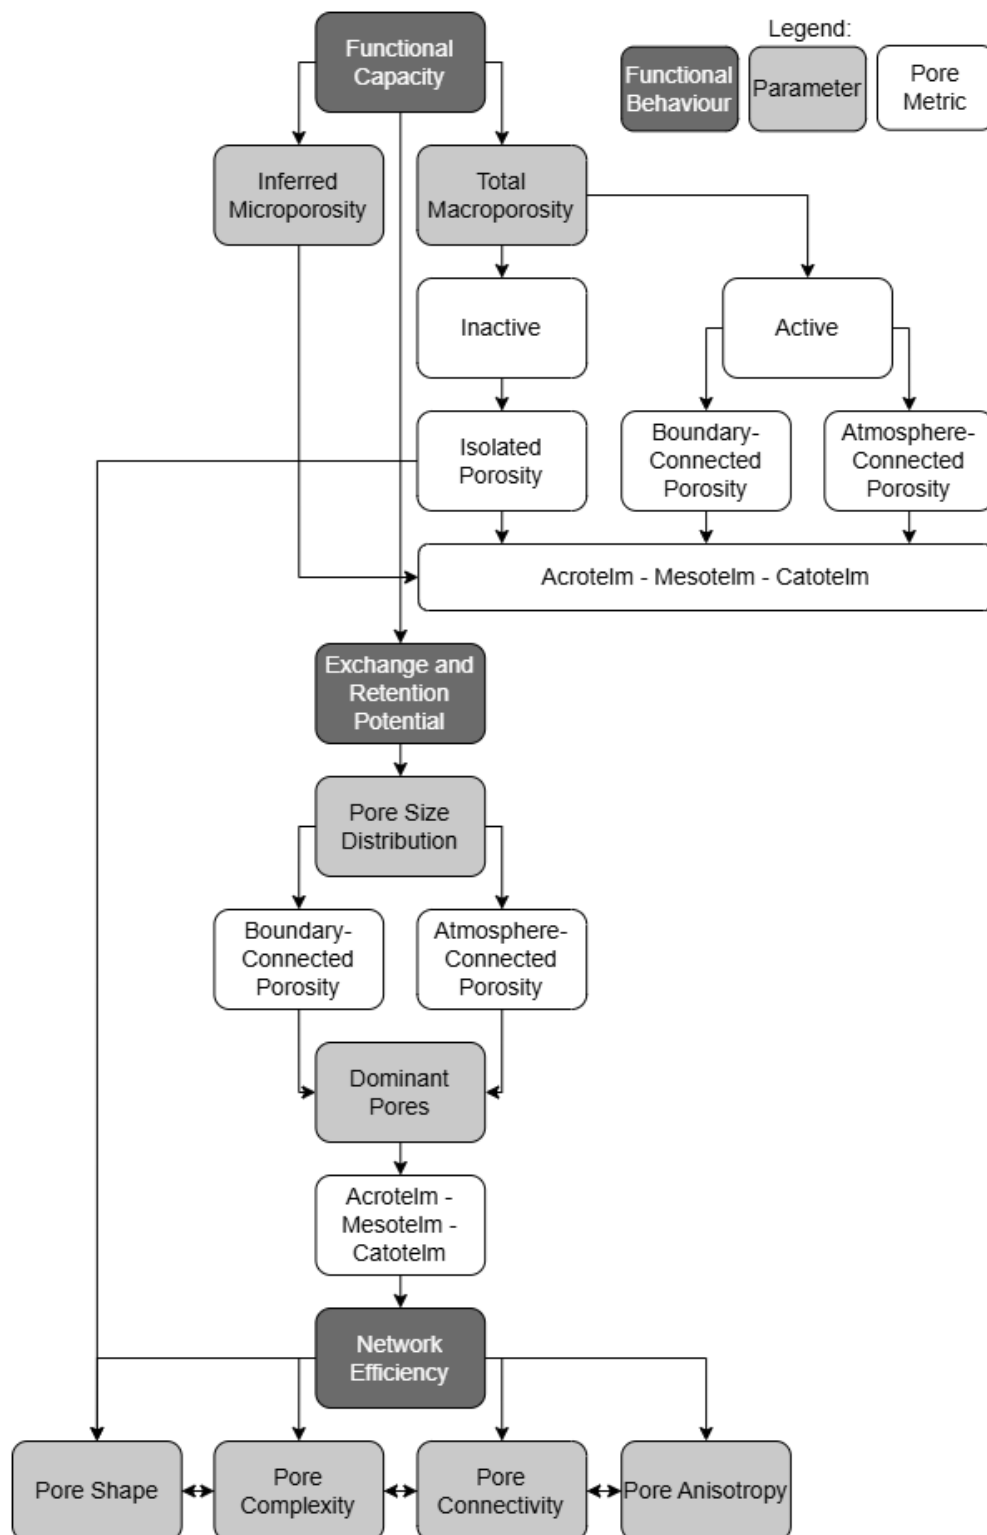 Legend:
Functional
Behaviour
Parameter
Pore
Metric
Functional
Capacity
Inferred
Microporosity
Total
Macroporosity
Inactive
Active
Isolated
Porosity
Boundary-
Connected
Porosity
Atmosphere-
Connected
Porosity
Acrotelm - Mesotelm - Catotelm
Exchange and
Retention
Potential
Pore Size
Distribution
Boundary-
Connected
Porosity
Atmosphere-
Connected
Porosity
Dominant
Pores
Acrotelm -
Mesotelm -
Catotelm
Network
Efficiency
Pore Shape
Pore
Complexity
Pore
Connectivity
Pore Anisotropy